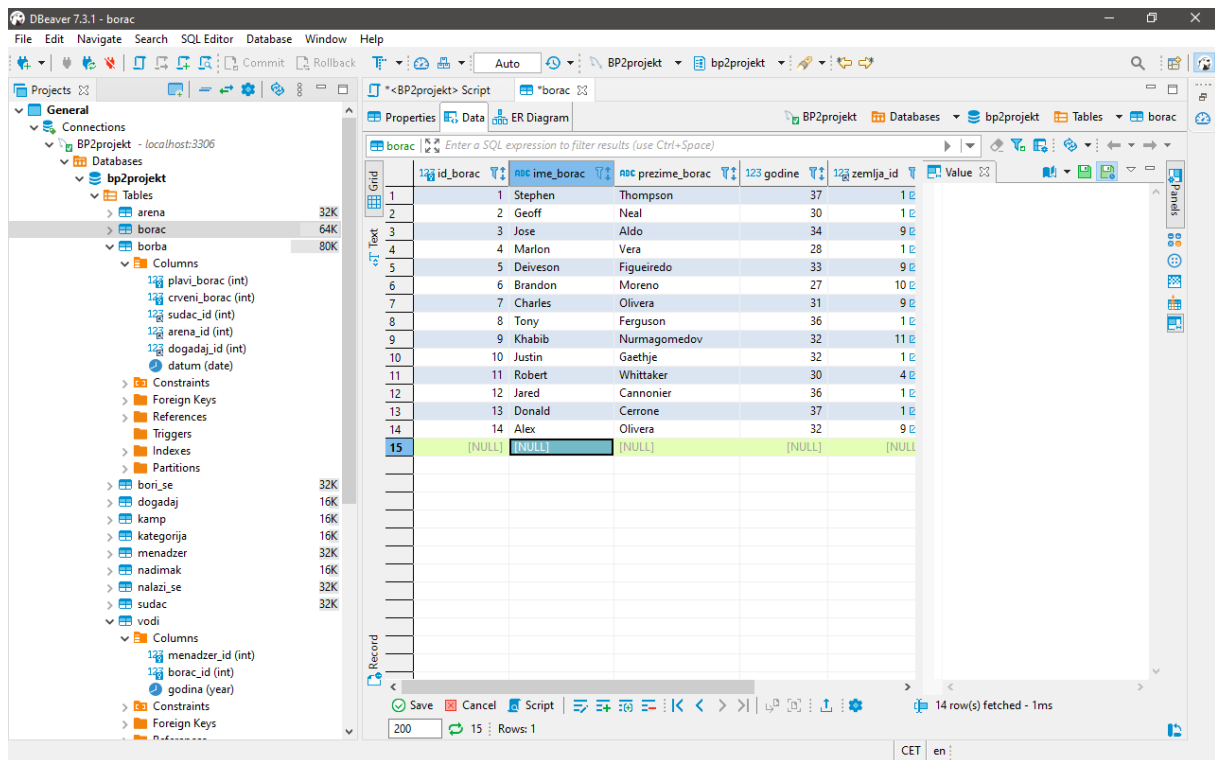 DBeaver 7.3.1 - borac
File Edit Navigate Search SQL Editor Database Window Help
Commit Rollback Auto BP2projekt bp2projekt
Projects *<BP2projekt> Script *borac
Properties Data ER Diagram BP2projekt Databases bp2projekt Tables borac
borac Enter a SQL expression to filter results (use Ctrl+Space)
General
Connections
BP2projekt - localhost:3306
Databases
bp2projekt
Tables
arena 32K
borac 64K
borba 80K
Columns
plavi_borac (int)
crveni_borac (int)
sudac_id (int)
arena_id (int)
dogadaj_id (int)
datum (date)
Constraints
Foreign Keys
References
Triggers
Indexes
Partitions
bori_se 32K
dogadaj 16K
kamp 16K
kategorija 16K
menadzer 32K
nadimak 16K
nalazi_se 32K
sudac 32K
vodi
Columns
menadzer_id (int)
borac_id (int)
godina (year)
Constraints
Foreign Keys
References
Grid
Text
Record
123 id_borac ABC ime_borac ABC prezime_borac 123 godine 123 zemlja_id
1 1 Stephen Thompson 37 1
2 2 Geoff Neal 30 1
3 3 Jose Aldo 34 9
4 4 Marlon Vera 28 1
5 5 Deiveson Figueiredo 33 9
6 6 Brandon Moreno 27 10
7 7 Charles Olivera 31 9
8 8 Tony Ferguson 36 1
9 9 Khabib Nurmagomedov 32 11
10 10 Justin Gaethje 32 1
11 11 Robert Whittaker 30 4
12 12 Jared Cannonier 36 1
13 13 Donald Cerrone 37 1
14 14 Alex Olivera 32 9
15 [NULL] [NULL] [NULL] [NULL] [NULL
Value
Panels
Save Cancel Script 14 row(s) fetched - 1ms
200 15 Rows: 1
CET en